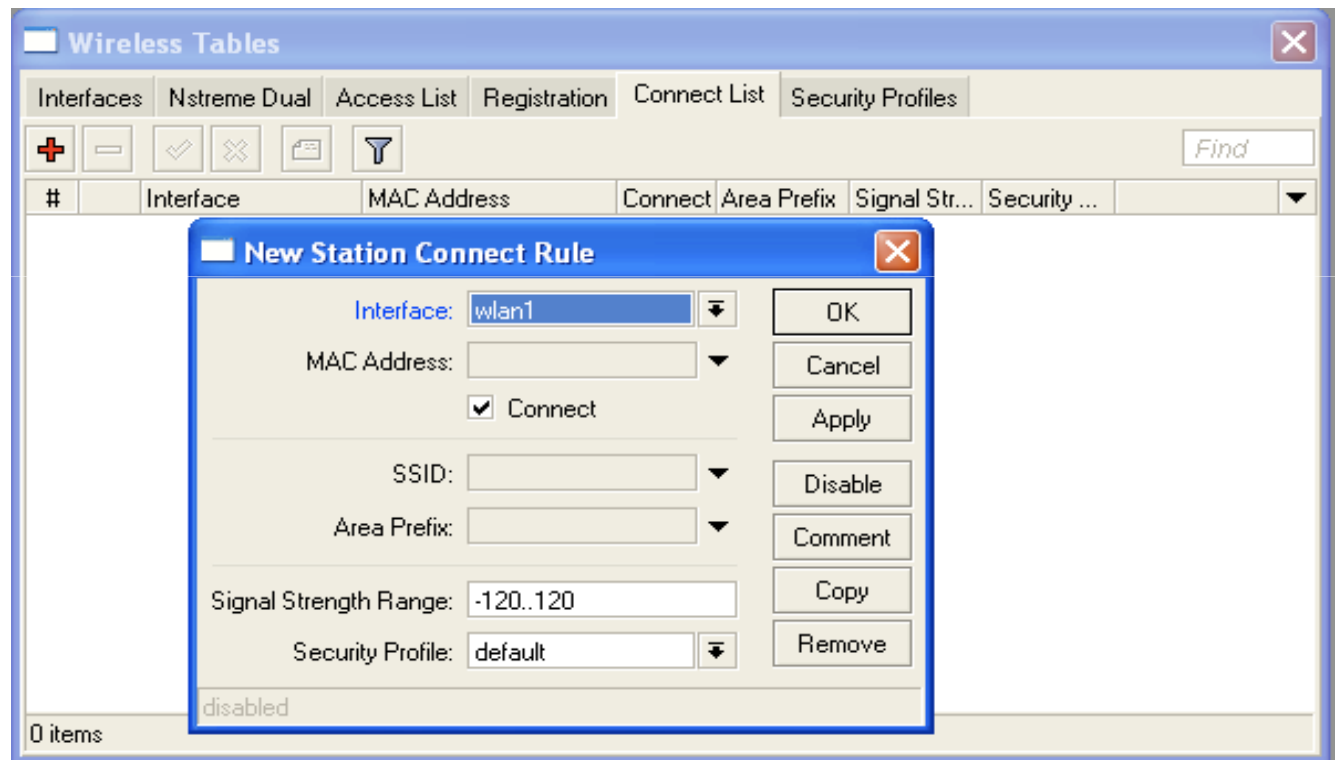 Wireless Tables
Interfaces Nstreme Dual Access List Registration Connect List Security Profiles
Find
# Interface MAC Address Connect Area Prefix Signal Str... Security ...
New Station Connect Rule
Interface: wlan1
OK
MAC Address:
Cancel
Connect
Apply
SSID:
Disable
Area Prefix:
Comment
Signal Strength Range: -120..120
Copy
Security Profile: default
Remove
disabled
0 items